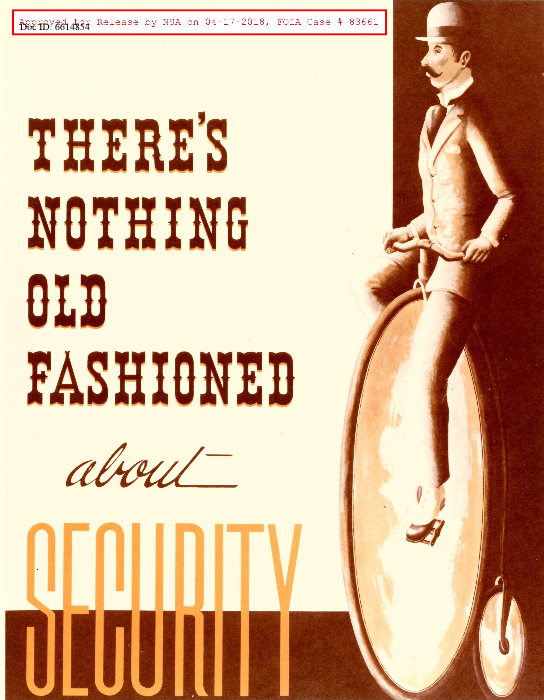 Approved for Release by NSA on 04-17-2018, FOIA Case # 83661
Doc ID: 6614854
THERE'S
NOTHING
OLD
FASHIONED
about
SECURITY